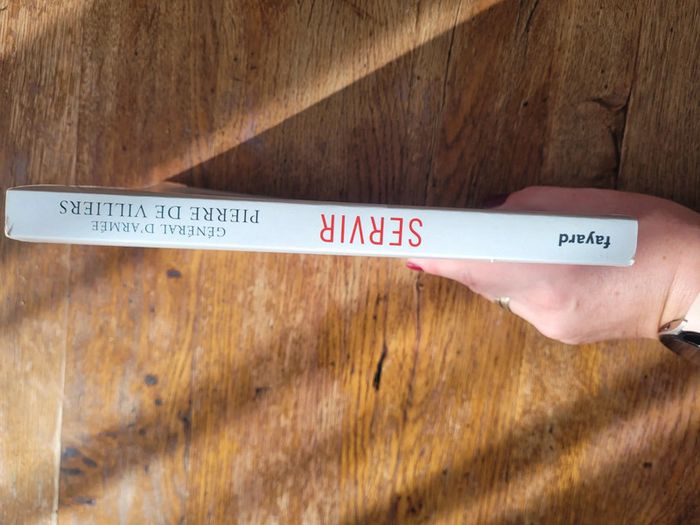 fayard
SERVIR
GÉNÉRAL D'ARMÉE
PIERRE DE VILLIERS